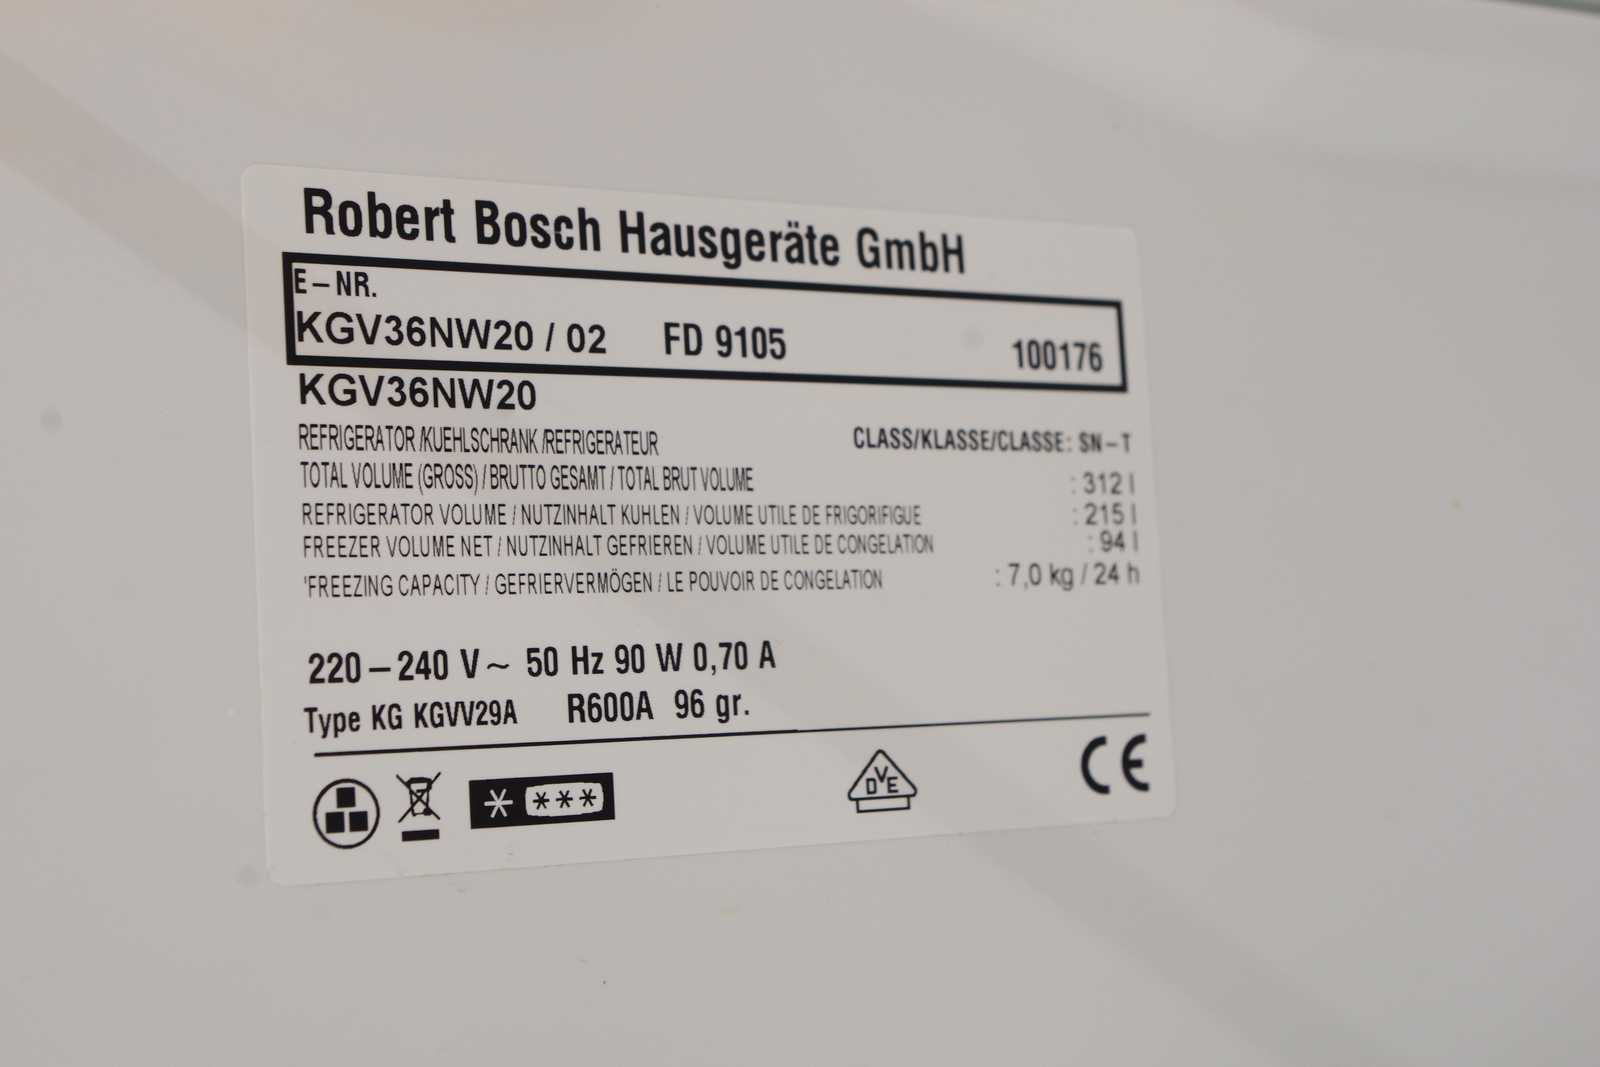 Robert Bosch Hausgeräte GmbH
E-NR.
KGV36NW20 / 02 FD 9105 100176
KGV36NW20
REFRIGERATOR /KUEHLSCHRANK /REFRIGERATEUR CLASS/KLASSE/CLASSE: SN-T
TOTAL VOLUME (GROSS) / BRUTTO GESAMT / TOTAL BRUT VOLUME : 312 l
REFRIGERATOR VOLUME / NUTZINHALT KUHLEN / VOLUME UTILE DE FRIGORIFIGUE : 215 l
FREEZER VOLUME NET / NUTZINHALT GEFRIEREN / VOLUME UTILE DE CONGELATION : 94 l
'FREEZING CAPACITY / GEFRIERVERMÖGEN / LE POUVOIR DE CONGELATION : 7,0 kg / 24 h
220-240 V~ 50 Hz 90 W 0,70 A
Type KG KGVV29A R600A 96 gr.
DVE CE